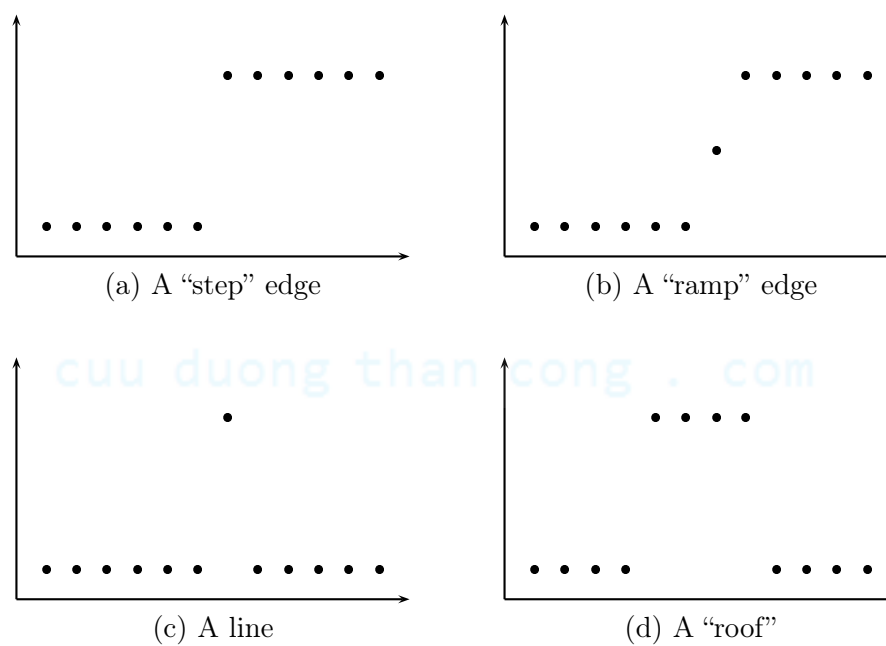 (a) A “step” edge
(b) A “ramp” edge
cuu duong than cong . com
(c) A line
(d) A “roof”